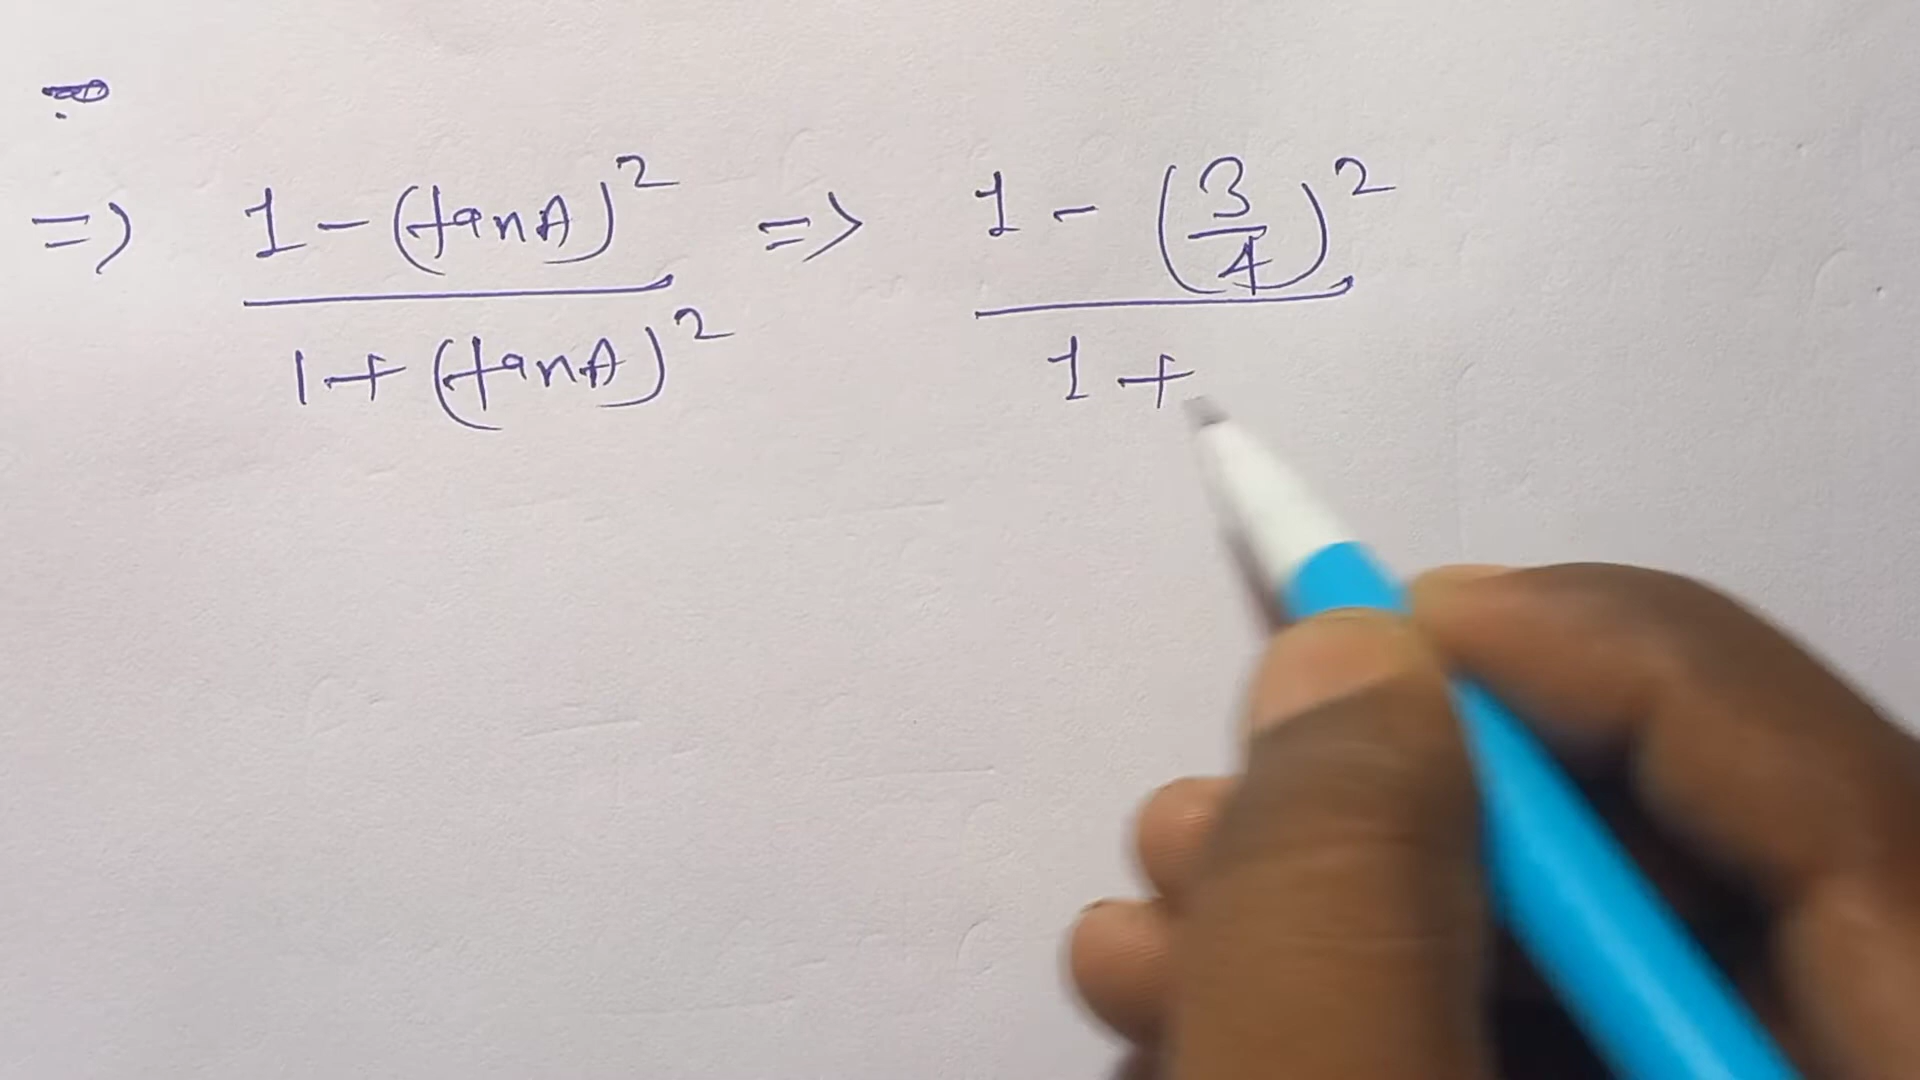 => 1 - (tanA)² => 1 - (3/4)²
1 + (tanA)² 1 +